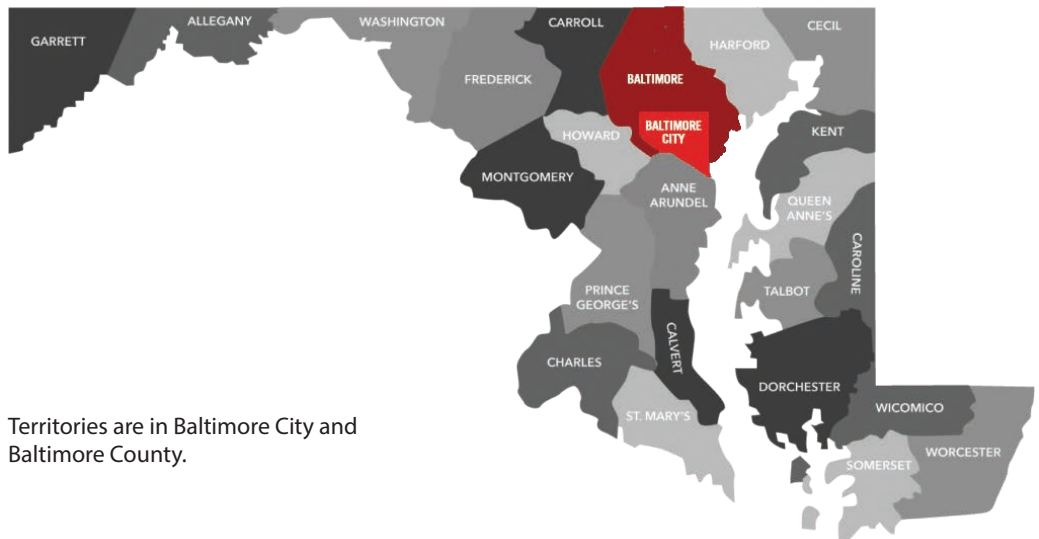 ALLEGANY
WASHINGTON
CARROLL
CECIL
GARRETT
HARFORD
FREDERICK
BALTIMORE
BALTIMORE
CITY
KENT
HOWARD
MONTGOMERY
ANNE
ARUNDEL
QUEEN
ANNE'S
CAROLINE
PRINCE
GEORGE'S
TALBOT
CALVERT
CHARLES
DORCHESTER
ST. MARY'S
WICOMICO
WORCESTER
SOMERSET
Territories are in Baltimore City and
Baltimore County.